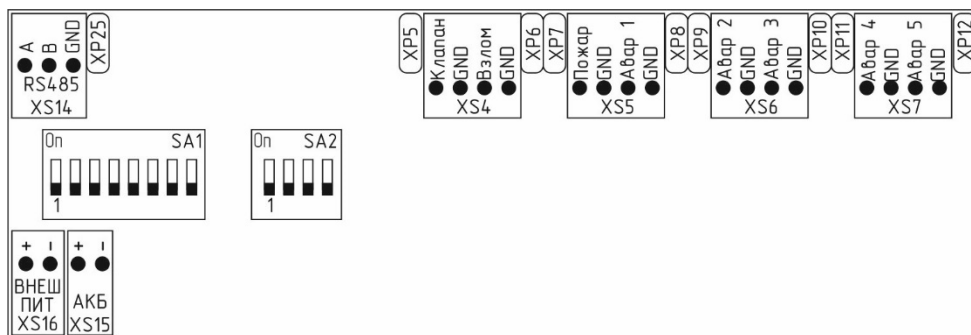 A
B
GND
RS485
XS14
XP25
XP5
Клапан
GND
Взлом
GND
XS4
XP6
XP7
Пожар
GND
Авар 1
GND
XS5
XP8
XP9
Авар 2
GND
Авар 3
GND
XS6
XP10
XP11
Авар 4
GND
Авар 5
GND
XS7
XP12
On SA1
1
On SA2
1
+ –
ВНЕШ
ПИТ
XS16
+ –
АКБ
XS15